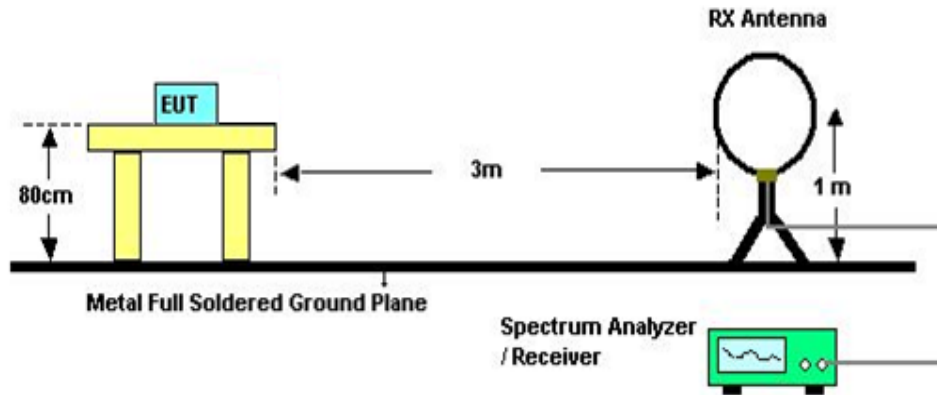 RX Antenna
EUT
3m
80cm
1 m
Metal Full Soldered Ground Plane
Spectrum Analyzer
/ Receiver